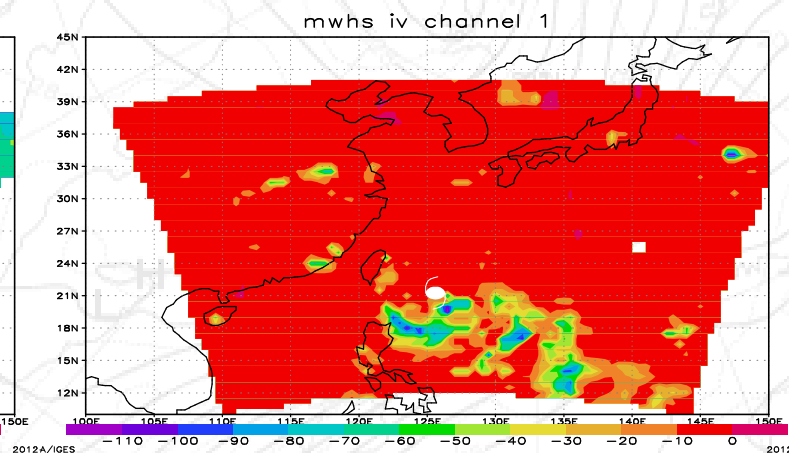 mwhs iv channel 1
45N
42N
39N
36N
33N
30N
27N
24N
21N
18N
15N
12N
150E 100E 105E 110E 115E 120E 125E 130E 135E 140E 145E 150E
-110 -100 -90 -80 -70 -60 -50 -40 -30 -20 -10 0
2012A/IGES 2012